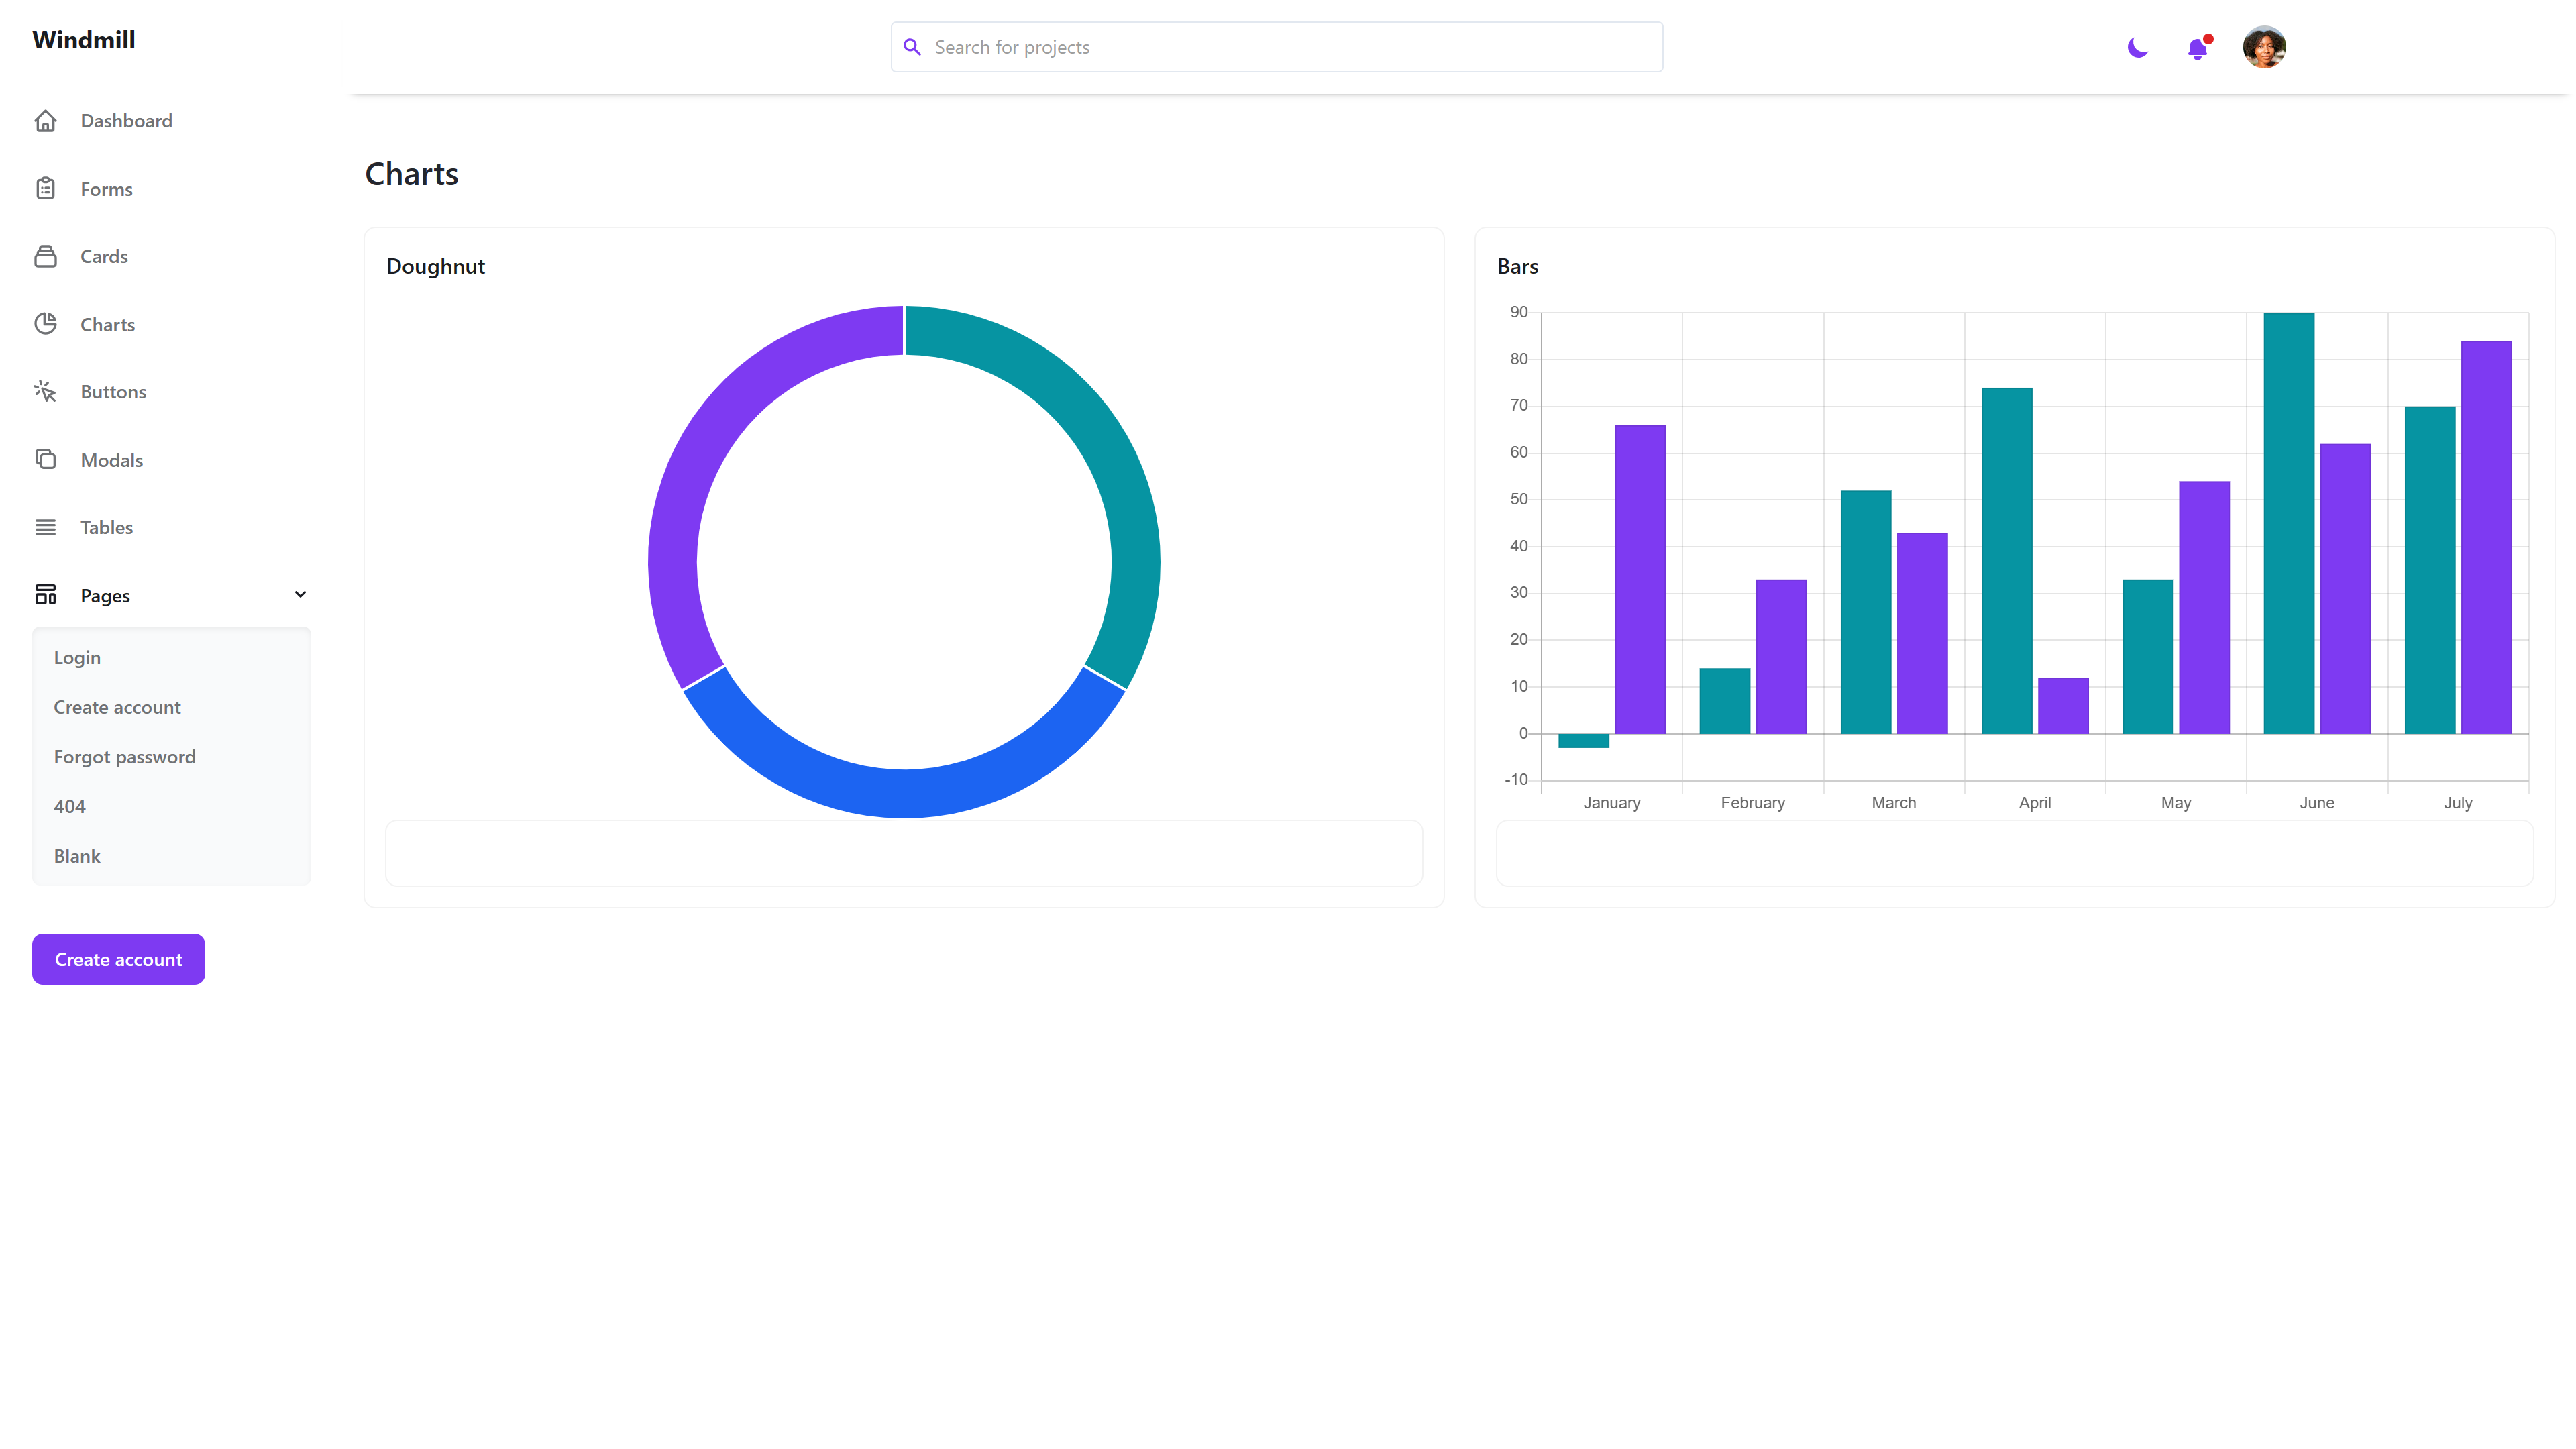 Windmill
Search for projects
Dashboard
Forms
Cards
Charts
Buttons
Modals
Tables
Pages
Login
Create account
Forgot password
404
Blank
Create account
Charts
Doughnut
Bars
90
80
70
60
50
40
30
20
10
0
-10
January February March April May June July